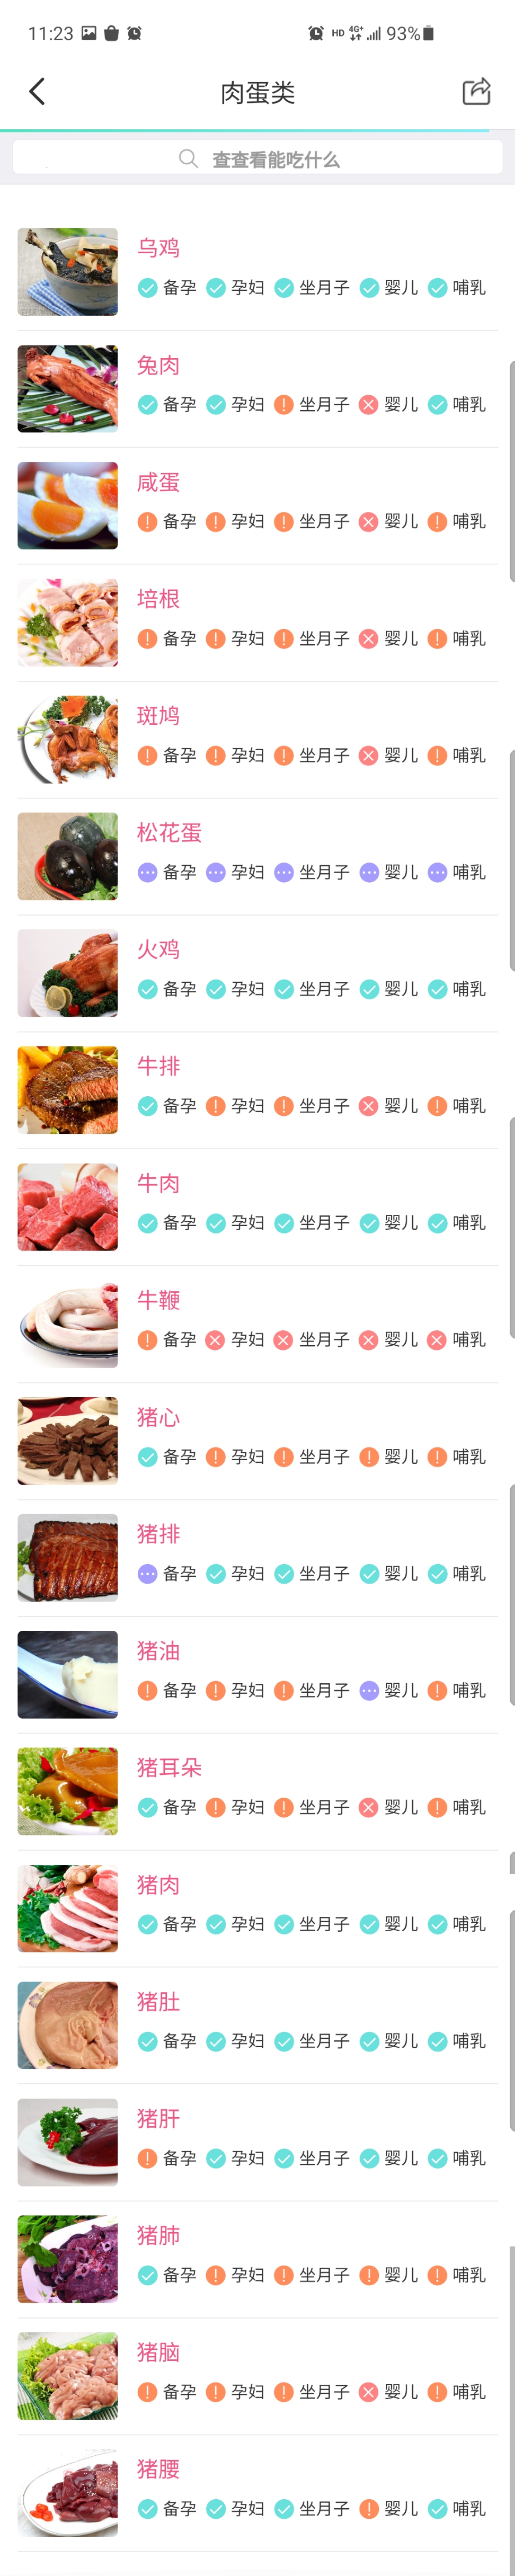 11:23 HD 4G+ 93%
肉蛋类
查查看能吃什么
乌鸡
备孕 孕妇 坐月子 婴儿 哺乳
兔肉
备孕 孕妇 坐月子 婴儿 哺乳
咸蛋
备孕 孕妇 坐月子 婴儿 哺乳
培根
备孕 孕妇 坐月子 婴儿 哺乳
斑鸠
备孕 孕妇 坐月子 婴儿 哺乳
松花蛋
备孕 孕妇 坐月子 婴儿 哺乳
火鸡
备孕 孕妇 坐月子 婴儿 哺乳
牛排
备孕 孕妇 坐月子 婴儿 哺乳
牛肉
备孕 孕妇 坐月子 婴儿 哺乳
牛鞭
备孕 孕妇 坐月子 婴儿 哺乳
猪心
备孕 孕妇 坐月子 婴儿 哺乳
猪排
备孕 孕妇 坐月子 婴儿 哺乳
猪油
备孕 孕妇 坐月子 婴儿 哺乳
猪耳朵
备孕 孕妇 坐月子 婴儿 哺乳
猪肉
备孕 孕妇 坐月子 婴儿 哺乳
猪肚
备孕 孕妇 坐月子 婴儿 哺乳
猪肝
备孕 孕妇 坐月子 婴儿 哺乳
猪肺
备孕 孕妇 坐月子 婴儿 哺乳
猪脑
备孕 孕妇 坐月子 婴儿 哺乳
猪腰
备孕 孕妇 坐月子 婴儿 哺乳